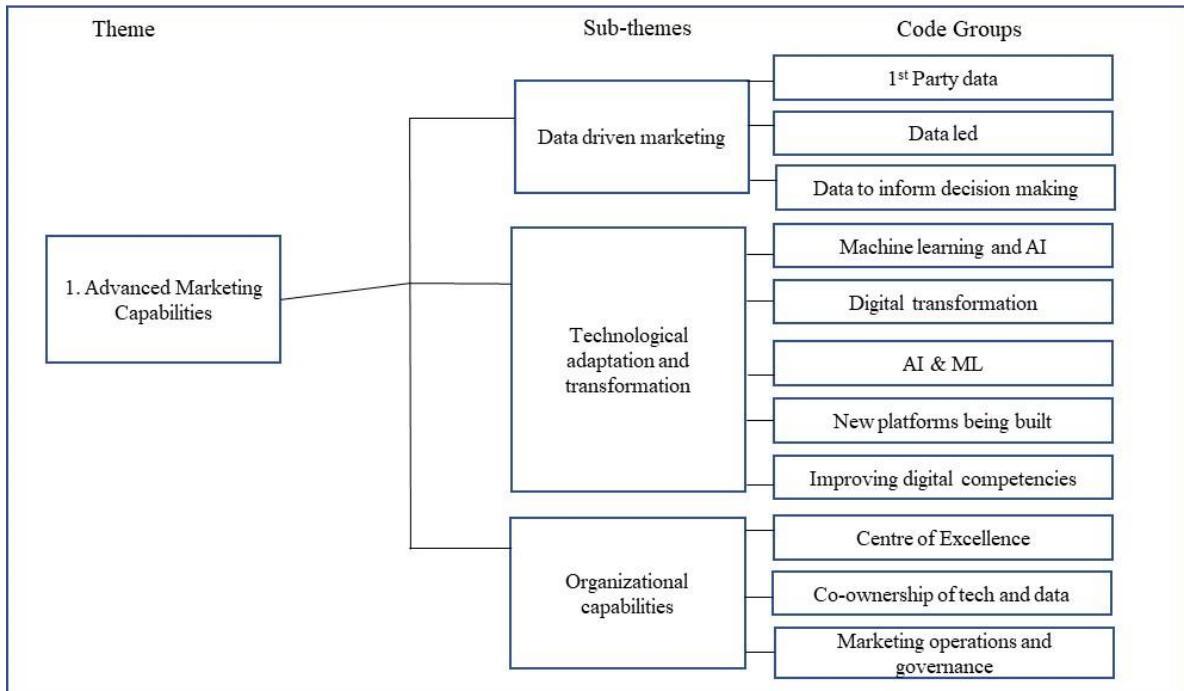 Theme
Sub-themes
Code Groups
1. Advanced Marketing
Capabilities
Data driven marketing
1st Party data
Data led
Data to inform decision making
Technological
adaptation and
transformation
Machine learning and AI
Digital transformation
AI & ML
New platforms being built
Improving digital competencies
Organizational
capabilities
Centre of Excellence
Co-ownership of tech and data
Marketing operations and
governance